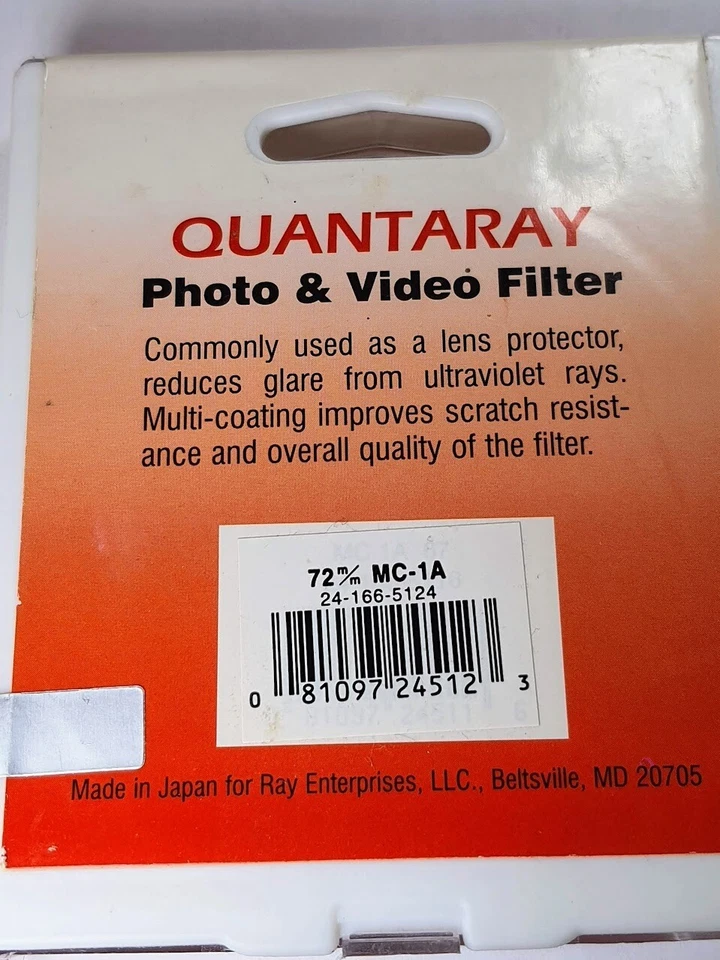 QUANTARAY
Photo & Video Filter
Commonly used as a lens protector,
reduces glare from ultraviolet rays.
Multi-coating improves scratch resist-
ance and overall quality of the filter.
72 m/m MC-1A
24-166-5124
0 81097 24512 3
Made in Japan for Ray Enterprises, LLC., Beltsville, MD 20705